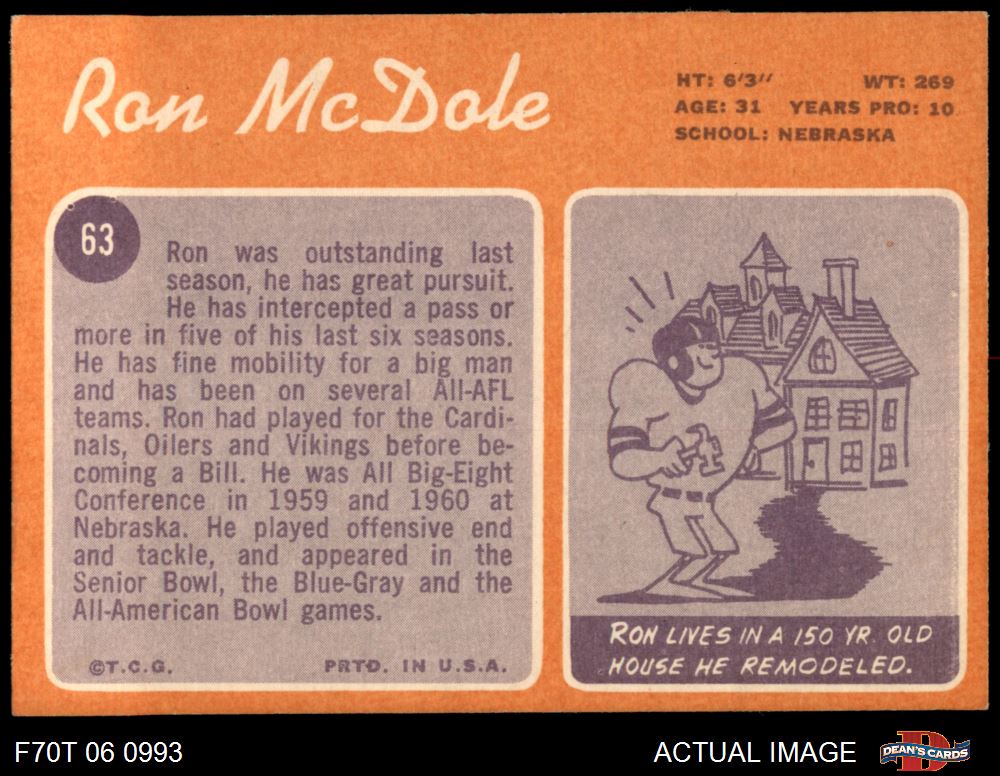 Ron McDole
HT: 6'3" WT: 269
AGE: 31 YEARS PRO: 10
SCHOOL: NEBRASKA
63
Ron was outstanding last
season, he has great pursuit.
He has intercepted a pass or
more in five of his last six seasons.
He has fine mobility for a big man
and has been on several All-AFL
teams. Ron had played for the Cardi-
nals, Oilers and Vikings before be-
coming a Bill. He was All Big-Eight
Conference in 1959 and 1960 at
Nebraska. He played offensive end
and tackle, and appeared in the
Senior Bowl, the Blue-Gray and the
All-American Bowl games.
©T.C.G. PRTD. IN U.S.A.
RON LIVES IN A 150 YR. OLD
HOUSE HE REMODELED.
F70T 06 0993
ACTUAL IMAGE
D
DEAN'S CARDS